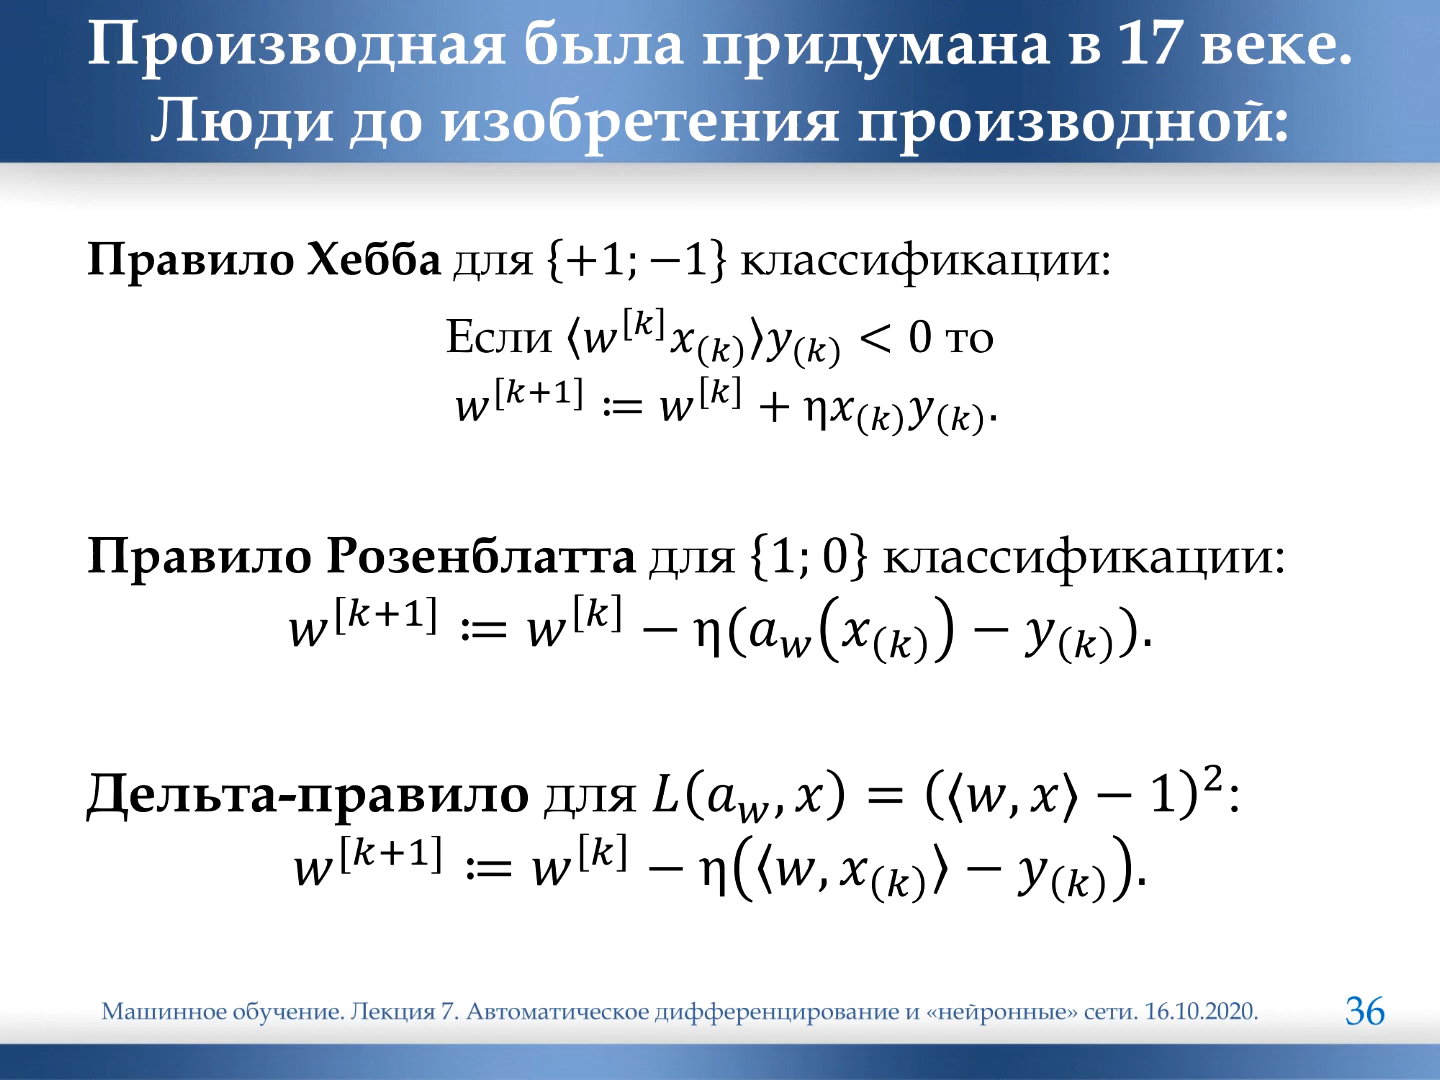 Производная была придумана в 17 веке.
Люди до изобретения производной:
Правило Хебба для {+1; −1} классификации:
Если ⟨w^[k]x_(k)⟩y_(k) < 0 то
w^[k+1] ≔ w^[k] + ηx_(k)y_(k).
Правило Розенблатта для {1; 0} классификации:
w^[k+1] ≔ w^[k] − η(a_w(x_(k)) − y_(k)).
Дельта-правило для L(a_w, x) = (⟨w, x⟩ − 1)^2:
w^[k+1] ≔ w^[k] − η(⟨w, x_(k)⟩ − y_(k)).
Машинное обучение. Лекция 7. Автоматическое дифференцирование и «нейронные» сети. 16.10.2020.
36